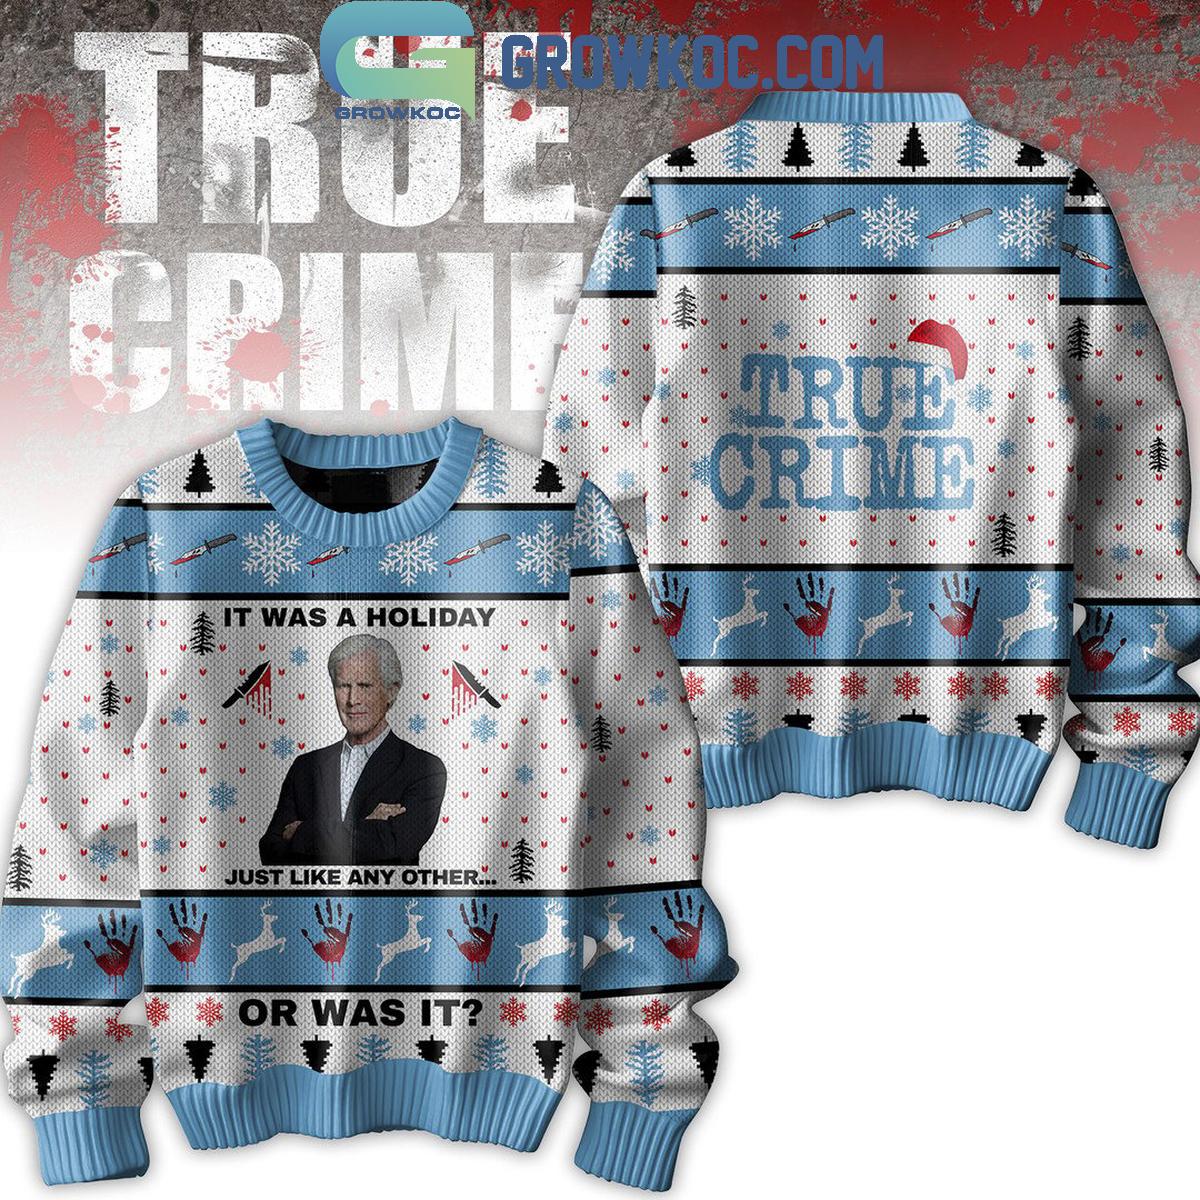 TRUE
CRIME
GROWKOC
GROWKOC.COM
TRUE
CRIME
IT WAS A HOLIDAY
JUST LIKE ANY OTHER...
OR WAS IT?